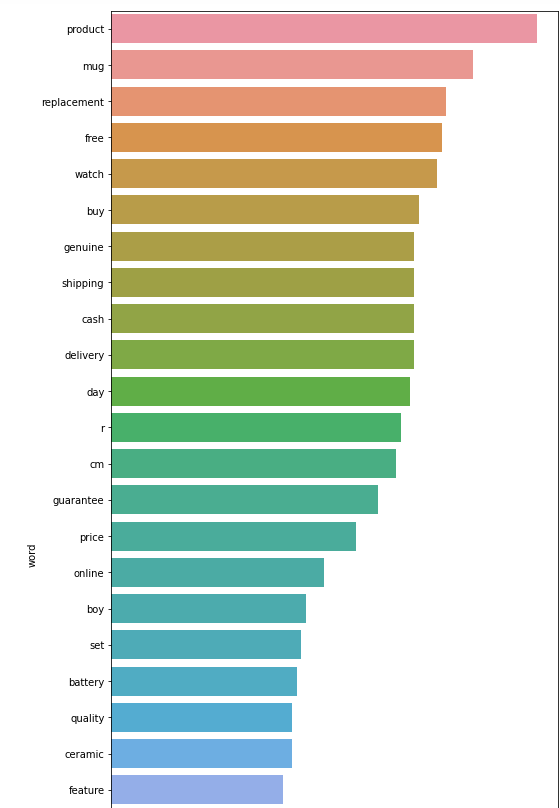 product
mug
replacement
free
watch
buy
genuine
shipping
cash
delivery
day
r
cm
guarantee
price
word
online
boy
set
battery
quality
ceramic
feature